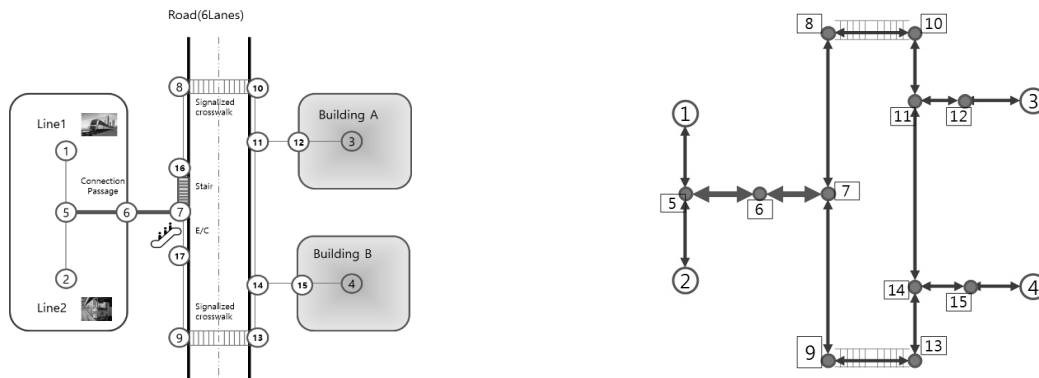 Road(6Lanes)
8
10
Signalized
crosswalk
Line1
1
Building A
11
12
3
Connection
Passage
16
Stair
5
6
7
E/C
17
2
Building B
Line2
14
15
4
Signalized
crosswalk
9
13
8
10
1
11
12
3
5
6
7
2
14
15
4
9
13